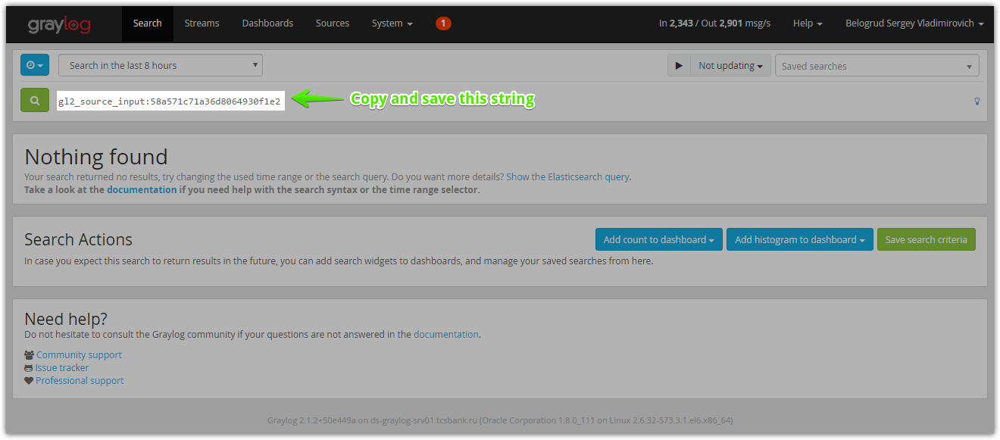 graylog Search Streams Dashboards Sources System 1 In 2,343 / Out 2,901 msg/s Help Belogrud Sergey Vladimirovich
Search in the last 8 hours Not updating Saved searches
gl2_source_input:58a571c71a36d8064930f1e2 Copy and save this string
Nothing found
Your search returned no results, try changing the used time range or the search query. Do you want more details? Show the Elasticsearch query.
Take a look at the documentation if you need help with the search syntax or the time range selector.
Search Actions Add count to dashboard Add histogram to dashboard Save search criteria
In case you expect this search to return results in the future, you can add search widgets to dashboards, and manage your saved searches from here.
Need help?
Do not hesitate to consult the Graylog community if your questions are not answered in the documentation.
Community support
Issue tracker
Professional support
Graylog 2.1.2+50e449a on ds-graylog-srv01.tcsbank.ru (Oracle Corporation 1.8.0_111 on Linux 2.6.32-573.3.1.el6.x86_64)